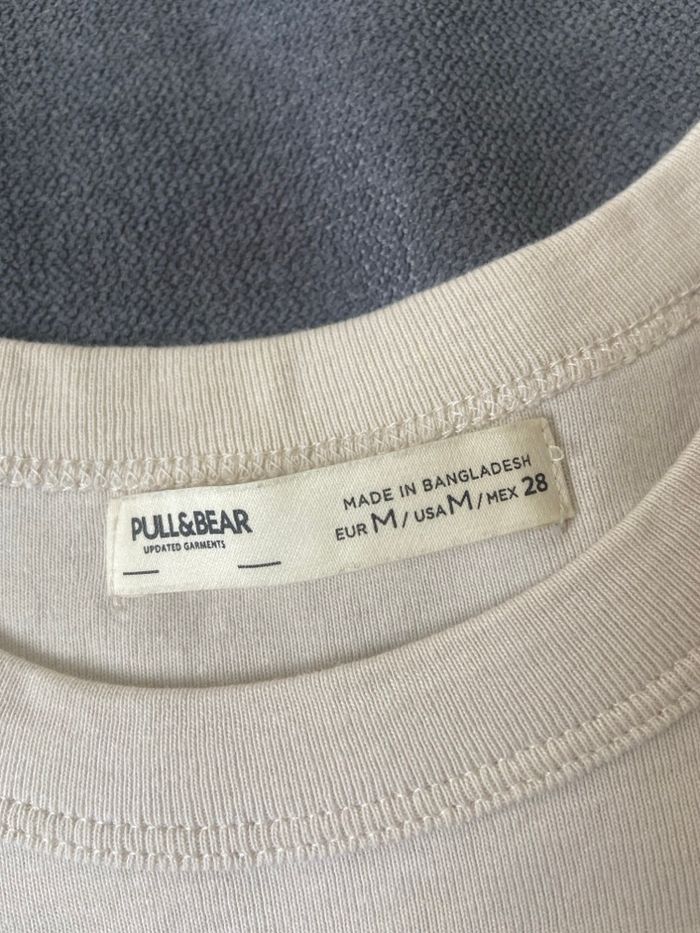 PULL&BEAR
UPDATED GARMENTS
MADE IN BANGLADESH
EUR M / USA M / MEX 28